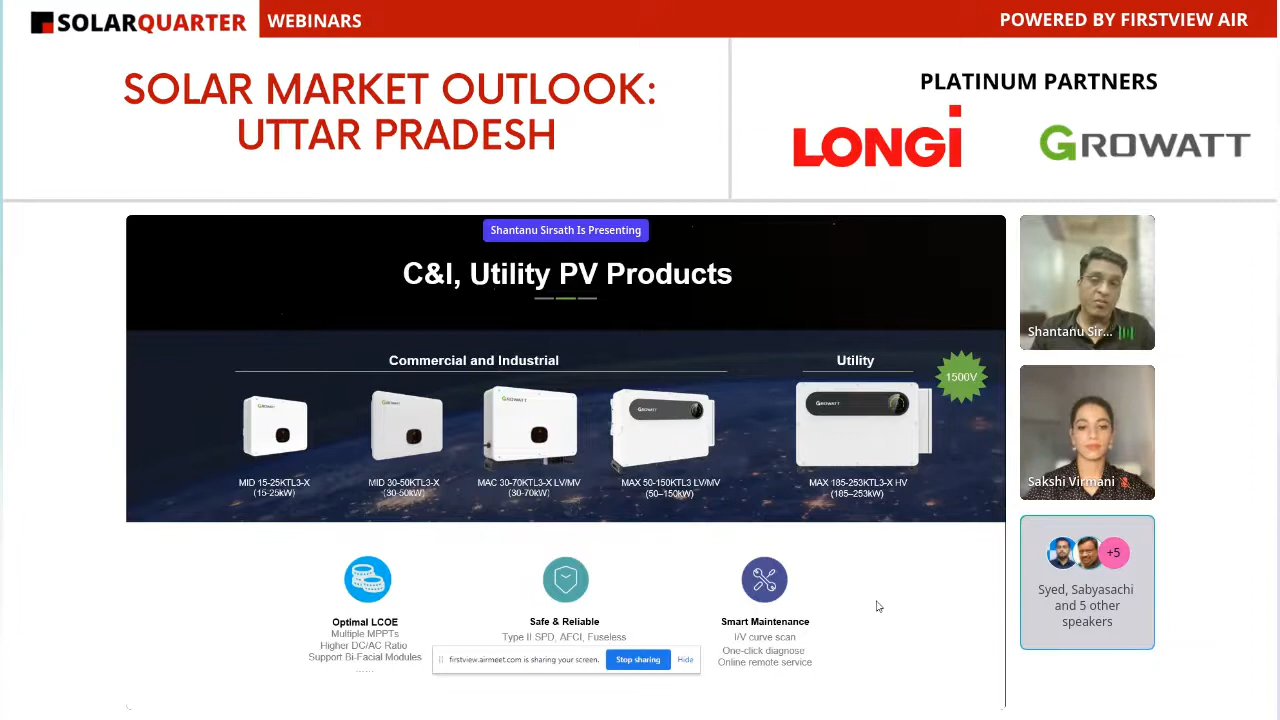 SOLARQUARTER
WEBINARS
POWERED BY FIRSTVIEW AIR
SOLAR MARKET OUTLOOK:
UTTAR PRADESH
PLATINUM PARTNERS
LONGi
GROWATT
Shantanu Sirsath Is Presenting
C&I, Utility PV Products
Commercial and Industrial
Utility
1500V
GROWATT
GROWATT
GROWATT
GROWATT
GROWATT
MID 15-25KTL3-X
(15-25kW)
MID 30-50KTL3-X
(30-50kW)
MAC 30-70KTL3-X LV/MV
(30-70kW)
MAX 50-150KTL3 LV/MV
(50–150kW)
MAX 185-253KTL3-X HV
(185–253kW)
Optimal LCOE
Multiple MPPTs
Higher DC/AC Ratio
Support Bi-Facial Modules
......
Safe & Reliable
Type II SPD, AFCI, Fuseless
Smart Maintenance
I/V curve scan
One-click diagnose
Online remote service
firstview.airmeet.com is sharing your screen.
Stop sharing
Hide
Shantanu Sir...
Sakshi Virmani
+5
Syed, Sabyasachi
and 5 other
speakers